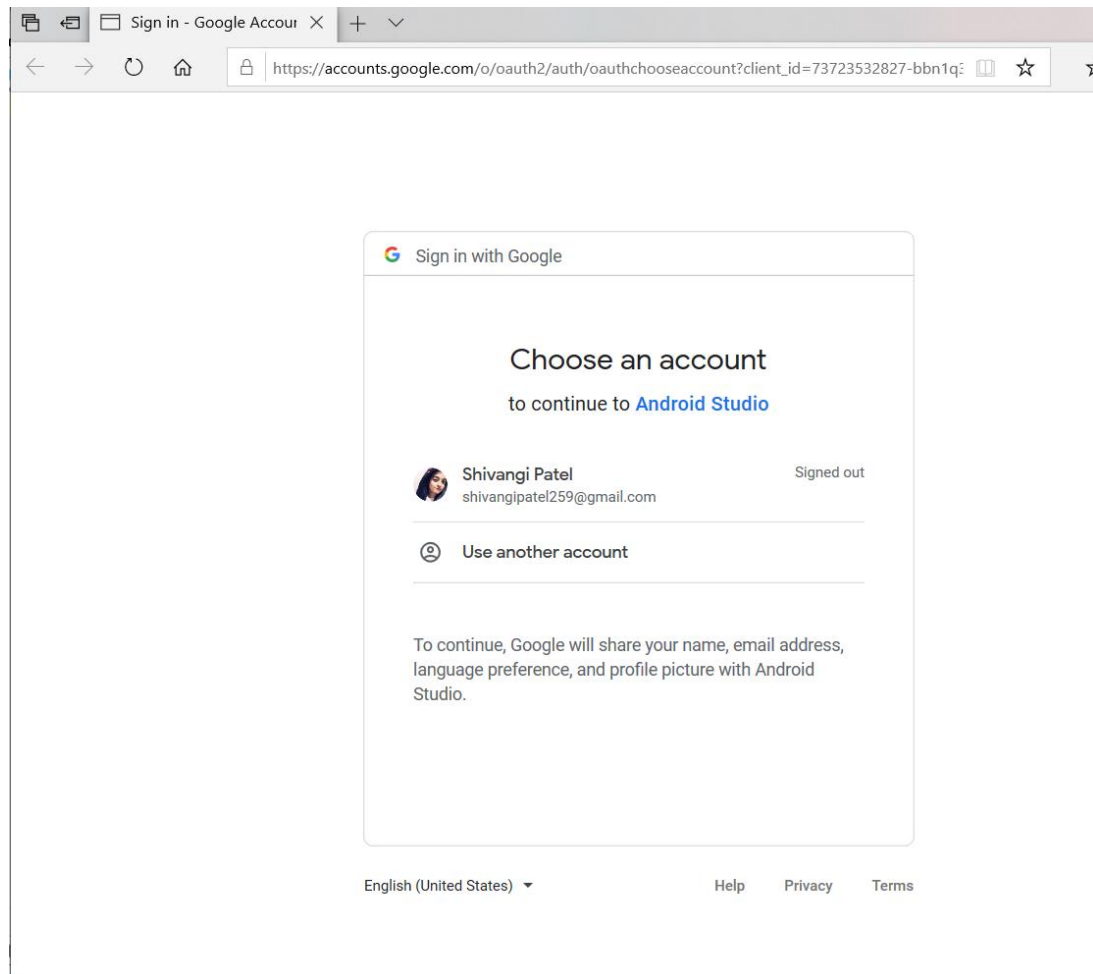 Sign in - Google Accour
https://accounts.google.com/o/oauth2/auth/oauthchooseaccount?client_id=73723532827-bbn1q3
Sign in with Google
Choose an account
to continue to Android Studio
Shivangi Patel
Signed out
shivangipatel259@gmail.com
Use another account
To continue, Google will share your name, email address,
language preference, and profile picture with Android
Studio.
English (United States)
Help Privacy Terms